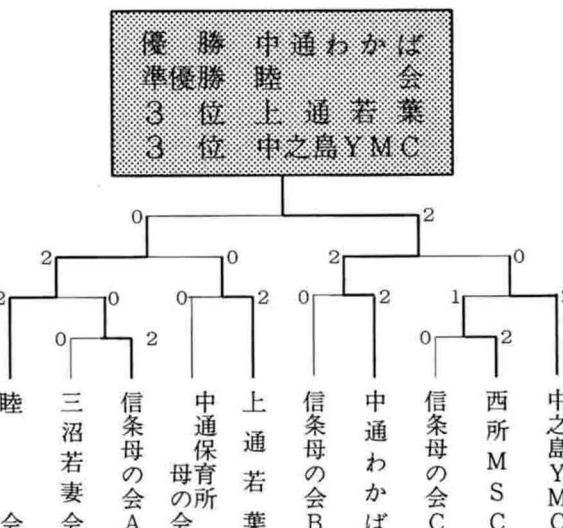 優勝 中通わかば
準優勝 睦会
3位 上通若葉
3位 中之島YMC
0 2
2 0 2 0
2 0 0 2 0 2 1
0 2 0 2
睦会
三沼若妻会
信条母の会A
中通保育所母の会
上通若葉
信条母の会B
中通わかば
信条母の会C
西所MSC
中之島YMC